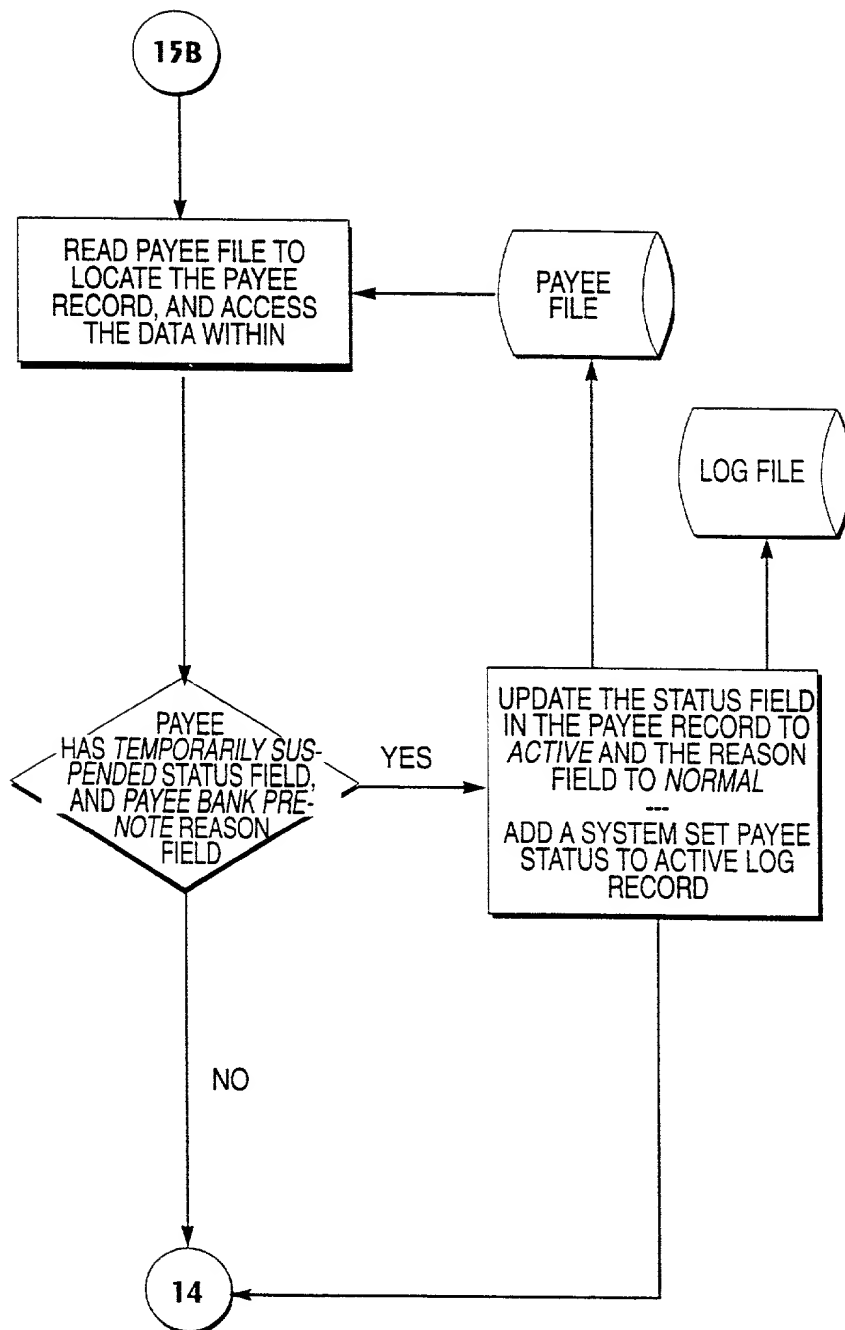 15B
READ PAYEE FILE TO
LOCATE THE PAYEE
RECORD, AND ACCESS
THE DATA WITHIN
PAYEE
FILE
LOG FILE
PAYEE
HAS TEMPORARILY SUS-
PENDED STATUS FIELD,
AND PAYEE BANK PRE-
NOTE REASON
FIELD
YES
UPDATE THE STATUS FIELD
IN THE PAYEE RECORD TO
ACTIVE AND THE REASON
FIELD TO NORMAL
---
ADD A SYSTEM SET PAYEE
STATUS TO ACTIVE LOG
RECORD
NO
14